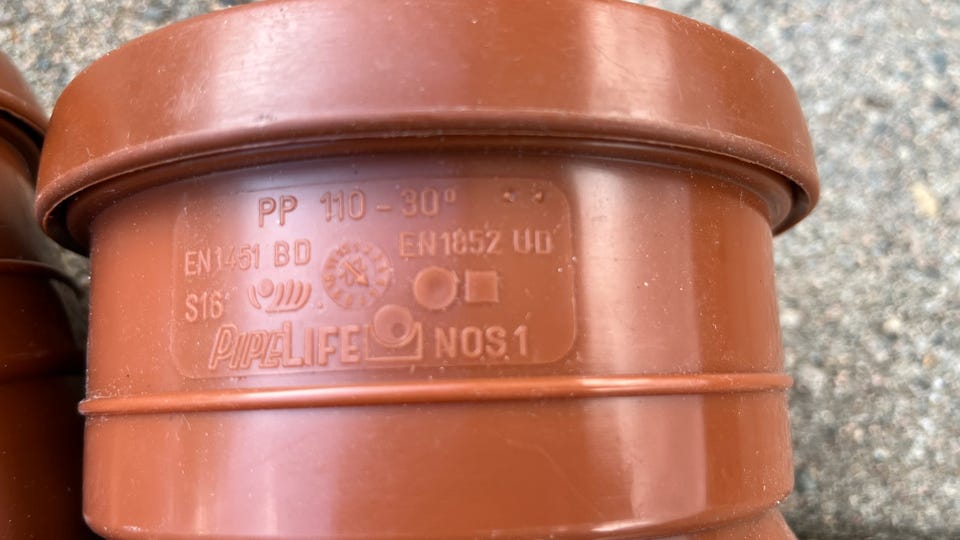 PP 110 - 30°
EN1451 BD EN1852 UD
S16
PIPELIFE NOS1